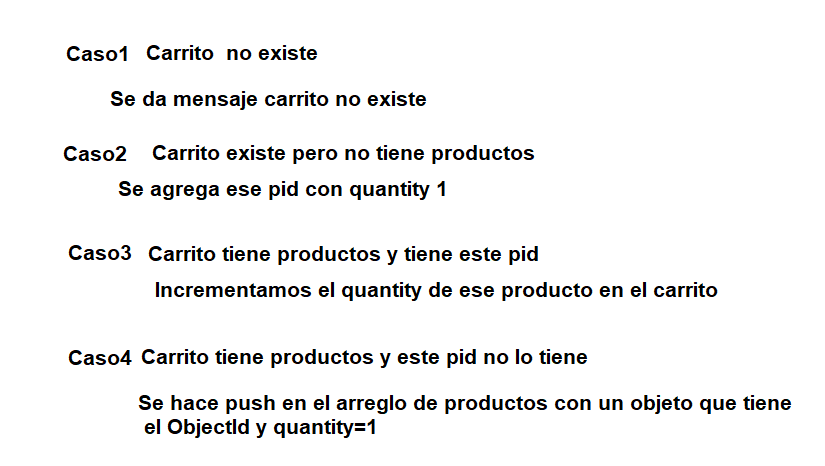 Caso1 Carrito no existe
Se da mensaje carrito no existe
Caso2 Carrito existe pero no tiene productos
Se agrega ese pid con quantity 1
Caso3 Carrito tiene productos y tiene este pid
Incrementamos el quantity de ese producto en el carrito
Caso4 Carrito tiene productos y este pid no lo tiene
Se hace push en el arreglo de productos con un objeto que tiene
el ObjectId y quantity=1